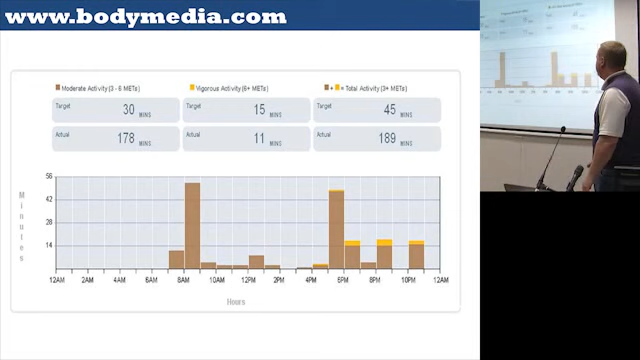 www.bodymedia.com
Moderate Activity (3 - 6 METs) Vigorous Activity (6+ METs) + = Total Activity (3+ METs)
Target 30 MINS Target 15 MINS Target 45 MINS
Actual 178 MINS Actual 11 MINS Actual 189 MINS
56
42
28
14
Minutes
12AM 2AM 4AM 6AM 8AM 10AM 12PM 2PM 4PM 6PM 8PM 10PM 12AM
Hours